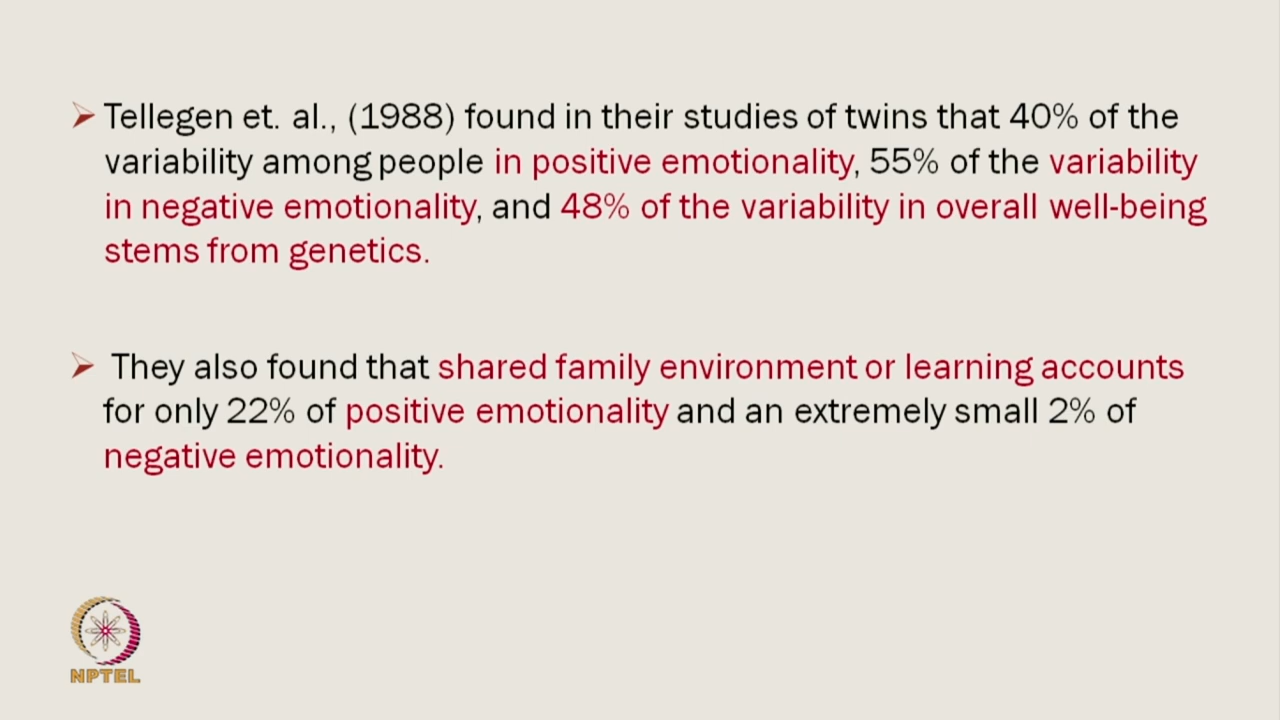 Tellegen et. al., (1988) found in their studies of twins that 40% of the
variability among people in positive emotionality, 55% of the variability
in negative emotionality, and 48% of the variability in overall well-being
stems from genetics.
They also found that shared family environment or learning accounts
for only 22% of positive emotionality and an extremely small 2% of
negative emotionality.
NPTEL